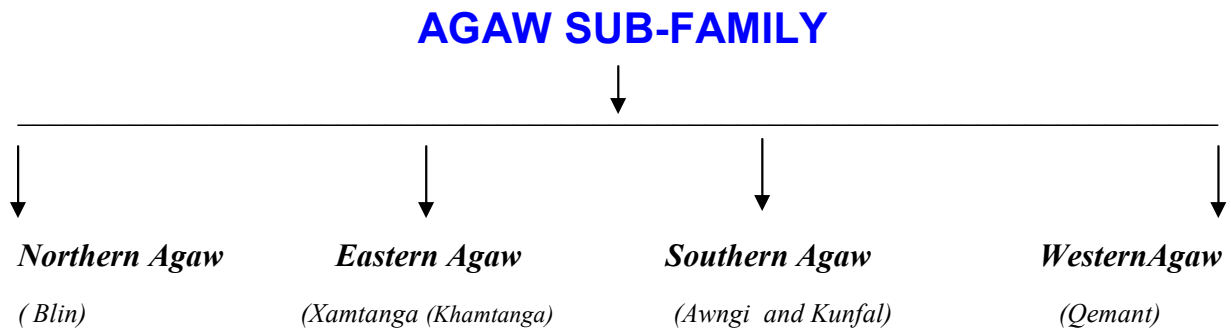 AGAW SUB-FAMILY
Northern Agaw Eastern Agaw Southern Agaw WesternAgaw
( Blin) (Xamtanga (Khamtanga) (Awngi and Kunfal) (Qemant)